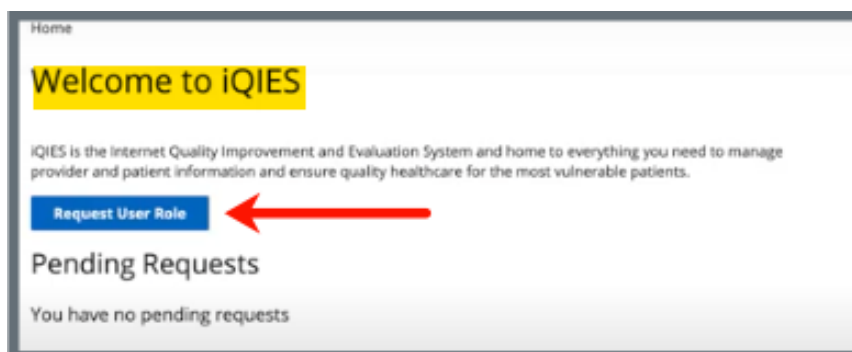 Home
Welcome to iQIES
iQIES is the Internet Quality Improvement and Evaluation System and home to everything you need to manage
provider and patient information and ensure quality healthcare for the most vulnerable patients.
Request User Role
Pending Requests
You have no pending requests